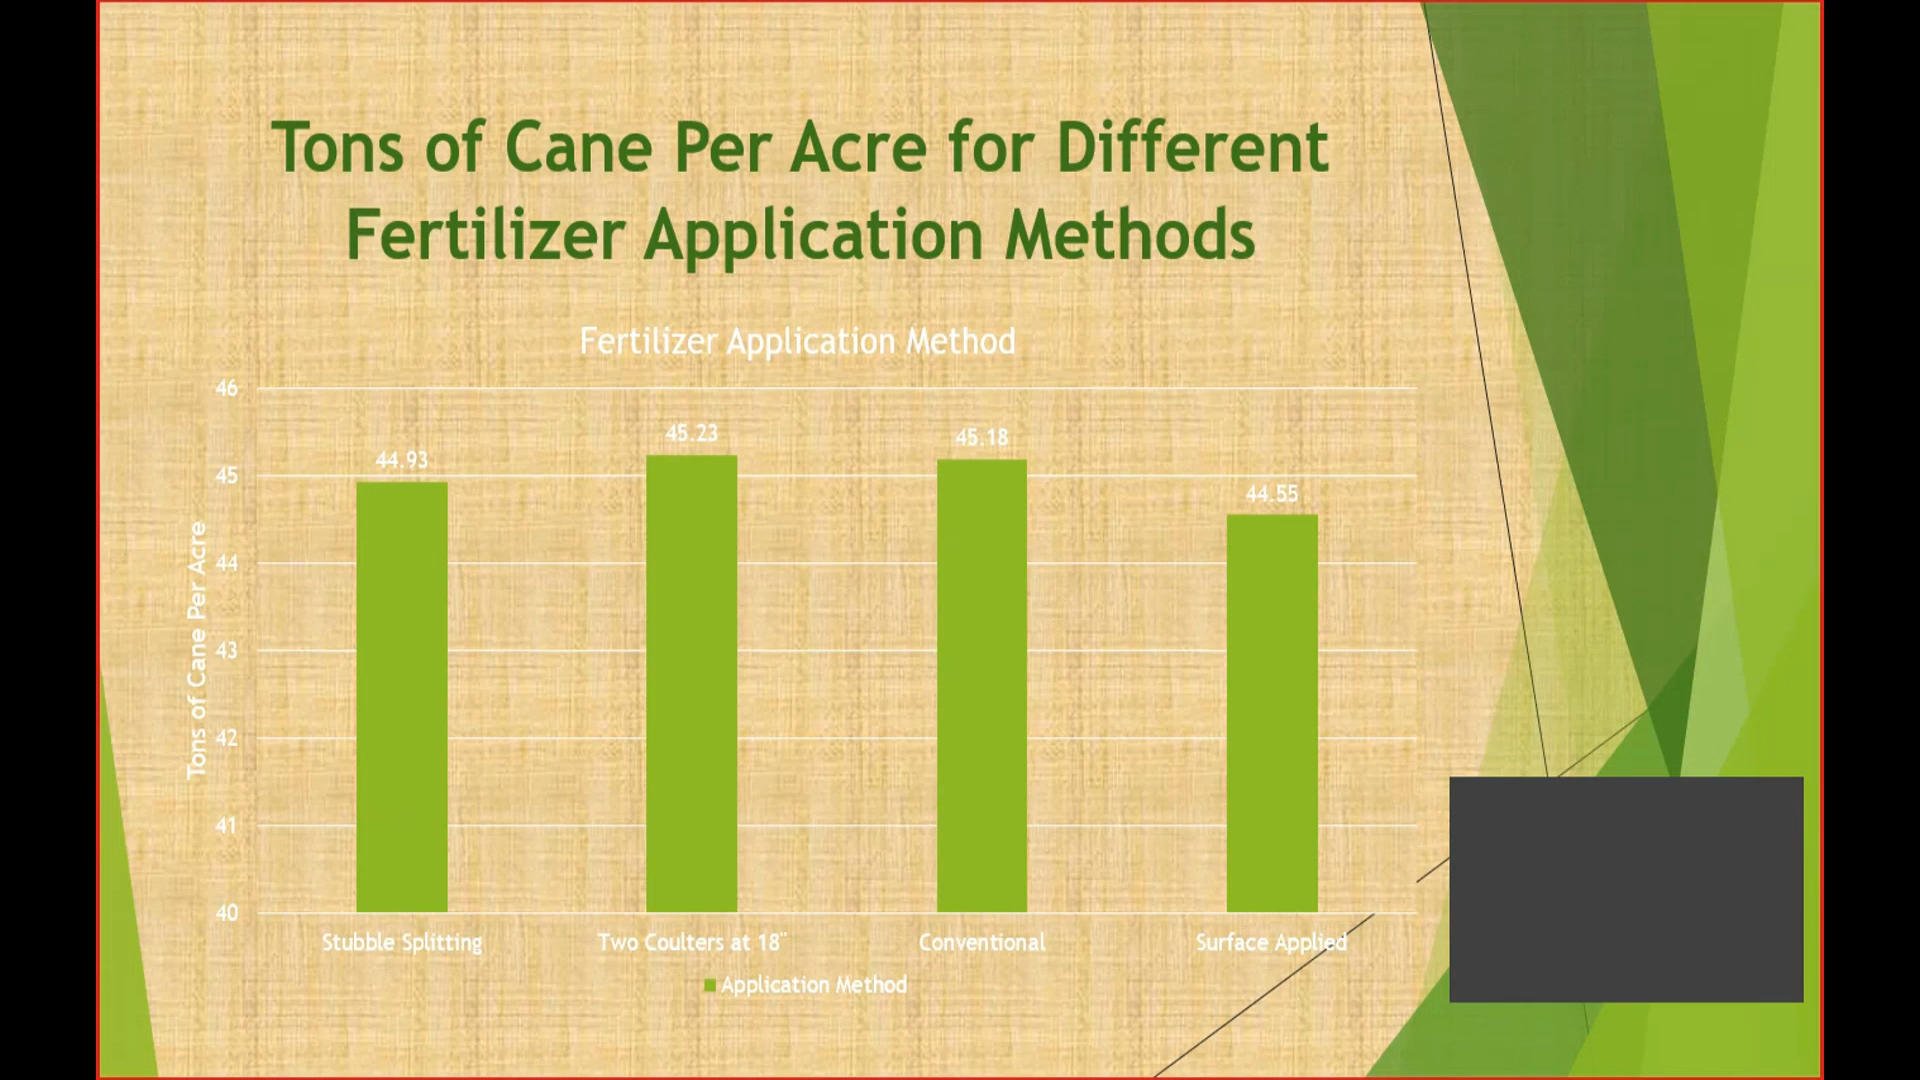 Tons of Cane Per Acre for Different
Fertilizer Application Methods
Fertilizer Application Method
46
45
44
43
42
41
40
Tons of Cane Per Acre
44.93
45.23
45.18
44.55
Stubble Splitting
Two Coulters at 18"
Conventional
Surface Applied
Application Method